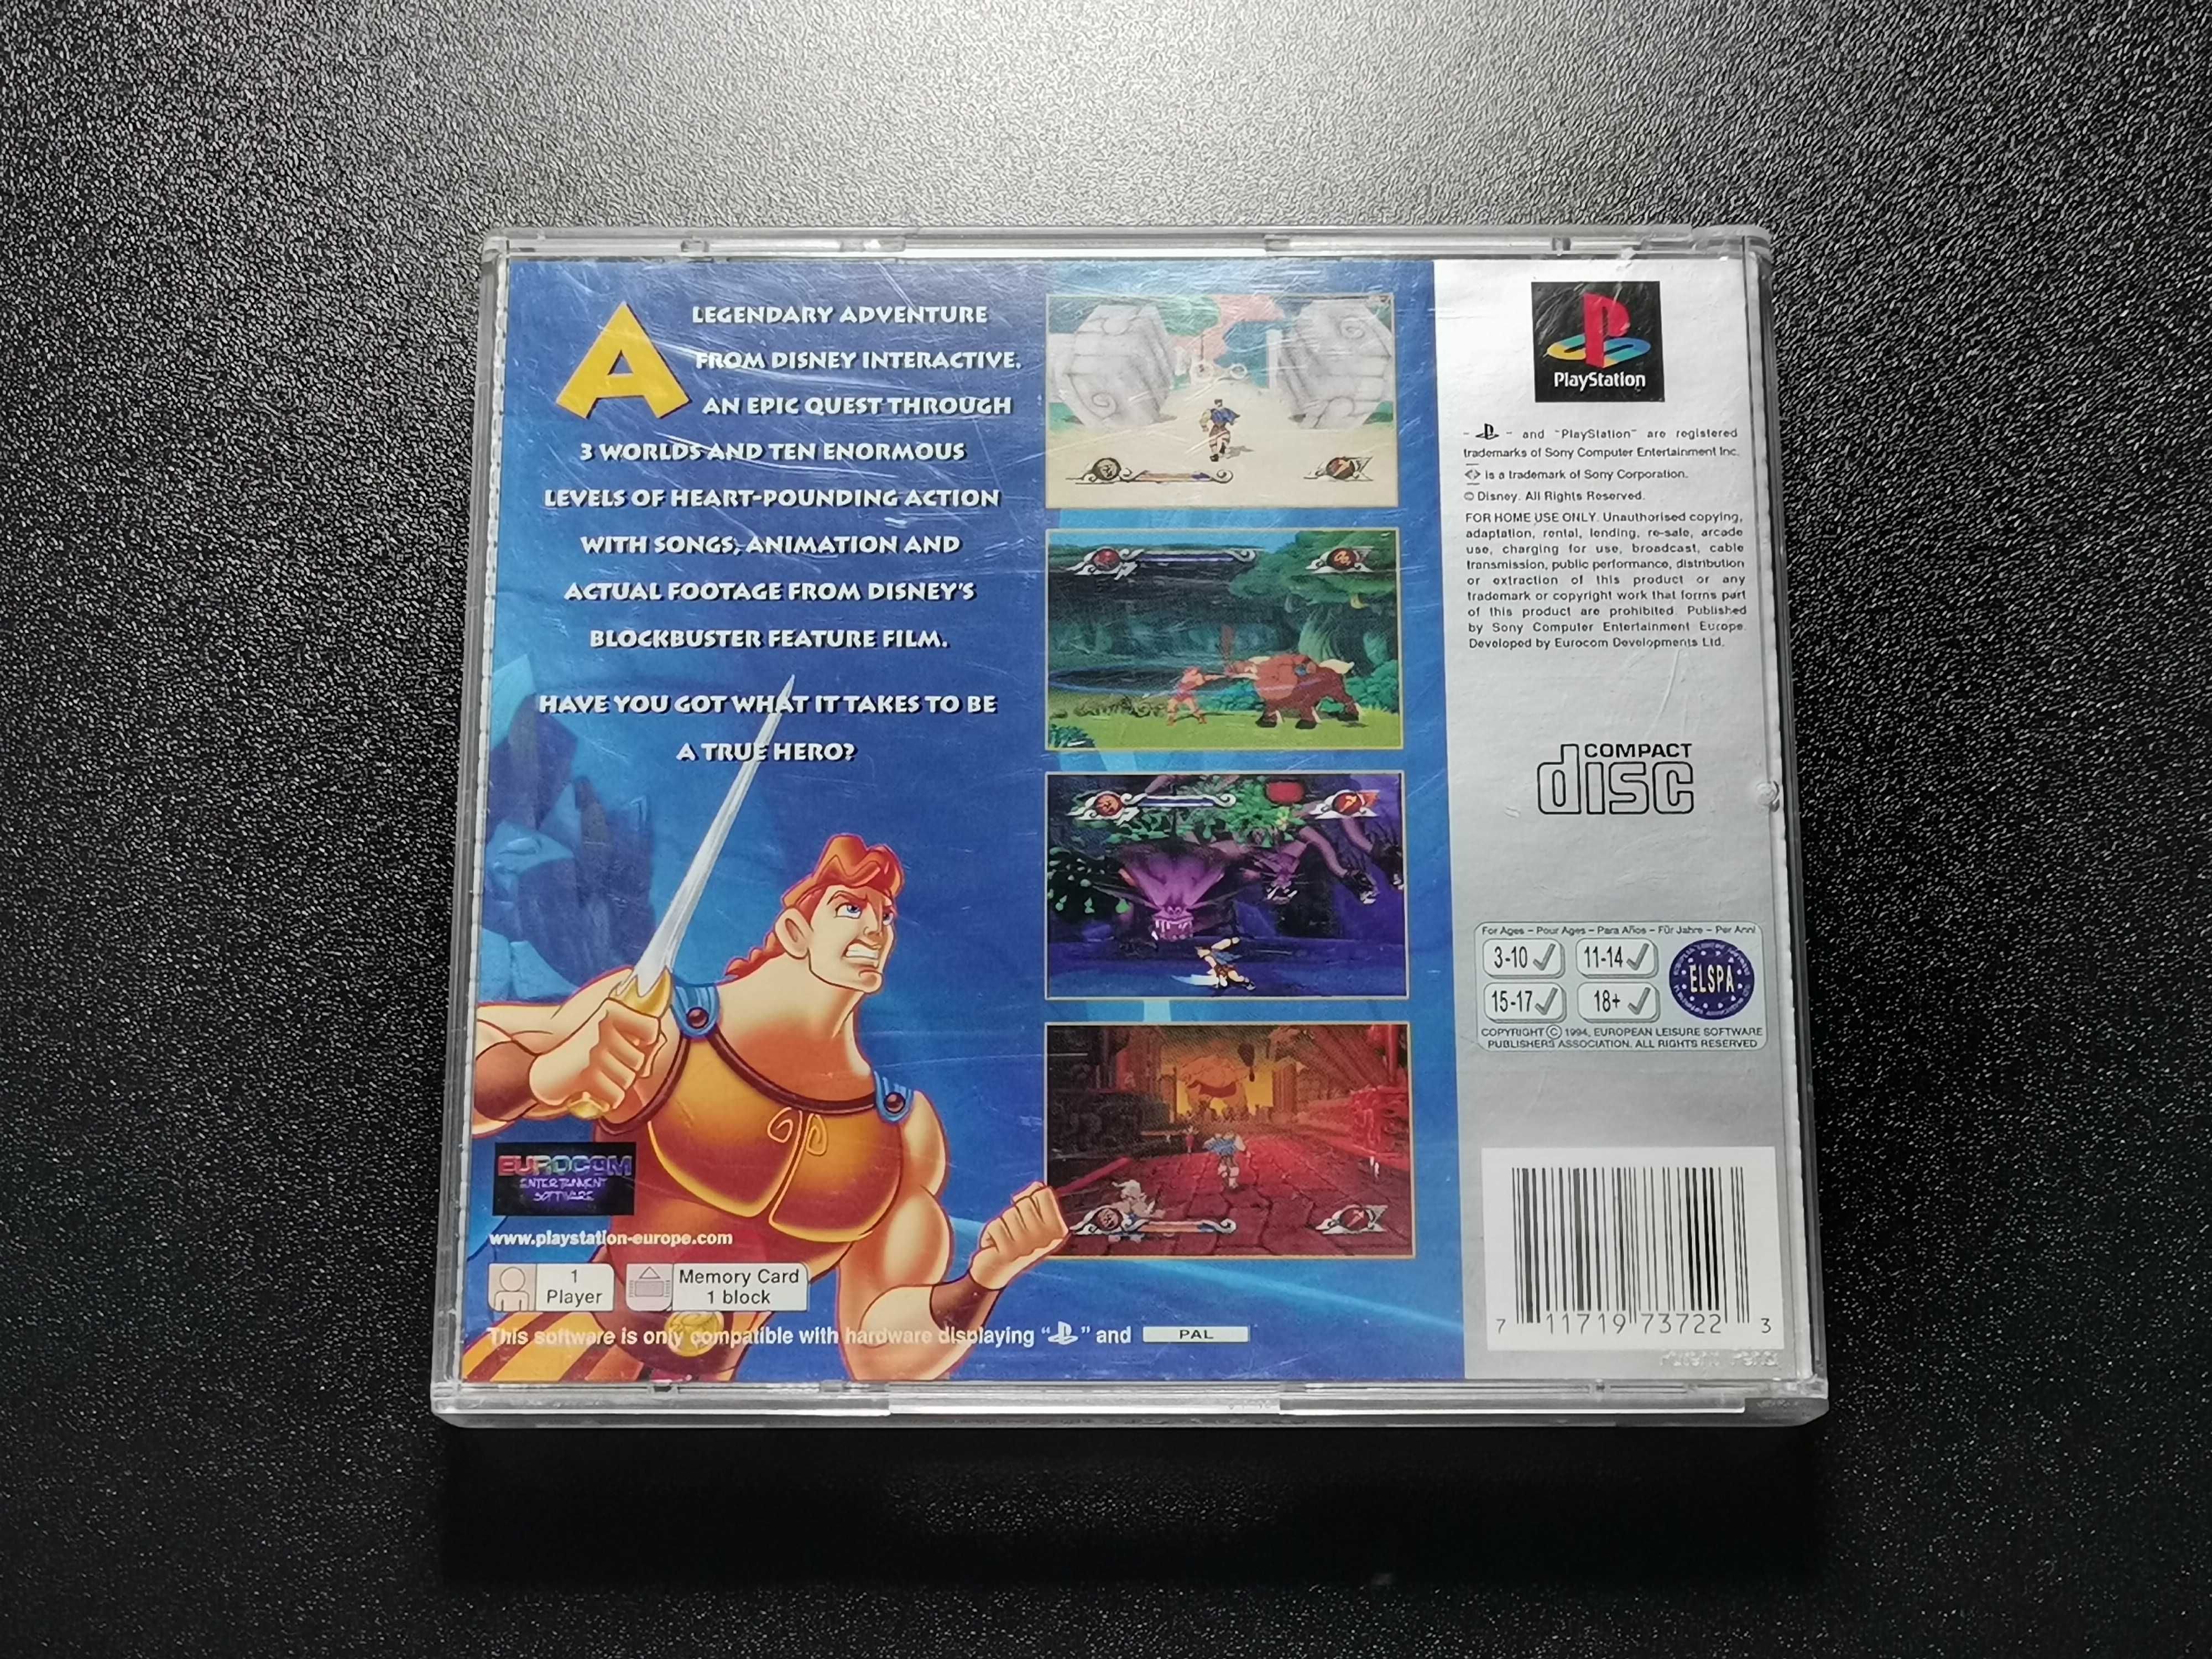 A LEGENDARY ADVENTURE
FROM DISNEY INTERACTIVE.
AN EPIC QUEST THROUGH
3 WORLDS AND TEN ENORMOUS
LEVELS OF HEART-POUNDING ACTION
WITH SONGS, ANIMATION AND
ACTUAL FOOTAGE FROM DISNEY'S
BLOCKBUSTER FEATURE FILM.
HAVE YOU GOT WHAT IT TAKES TO BE
A TRUE HERO?
EUROCOM
ENTERTAINMENT
SOFTWARE
www.playstation-europe.com
1
Player
Memory Card
1 block
This software is only compatible with hardware displaying " " and PAL
PlayStation
" " and "PlayStation" are registered
trademarks of Sony Computer Entertainment Inc.
is a trademark of Sony Corporation.
© Disney. All Rights Reserved.
FOR HOME USE ONLY. Unauthorised copying,
adaptation, rental, lending, re-sale, arcade
use, charging for use, broadcast, cable
transmission, public performance, distribution
or extraction of this product or any
trademark or copyright work that forms part
of this product are prohibited. Published
by Sony Computer Entertainment Europe.
Developed by Eurocom Developments Ltd.
COMPACT
disc
For Ages – Pour Ages – Para Años – Für Jahre – Per Anni
3-10 11-14
15-17 18+
ELSPA
COPYRIGHT © 1994, EUROPEAN LEISURE SOFTWARE
PUBLISHERS ASSOCIATION. ALL RIGHTS RESERVED
7 11719 73722 3